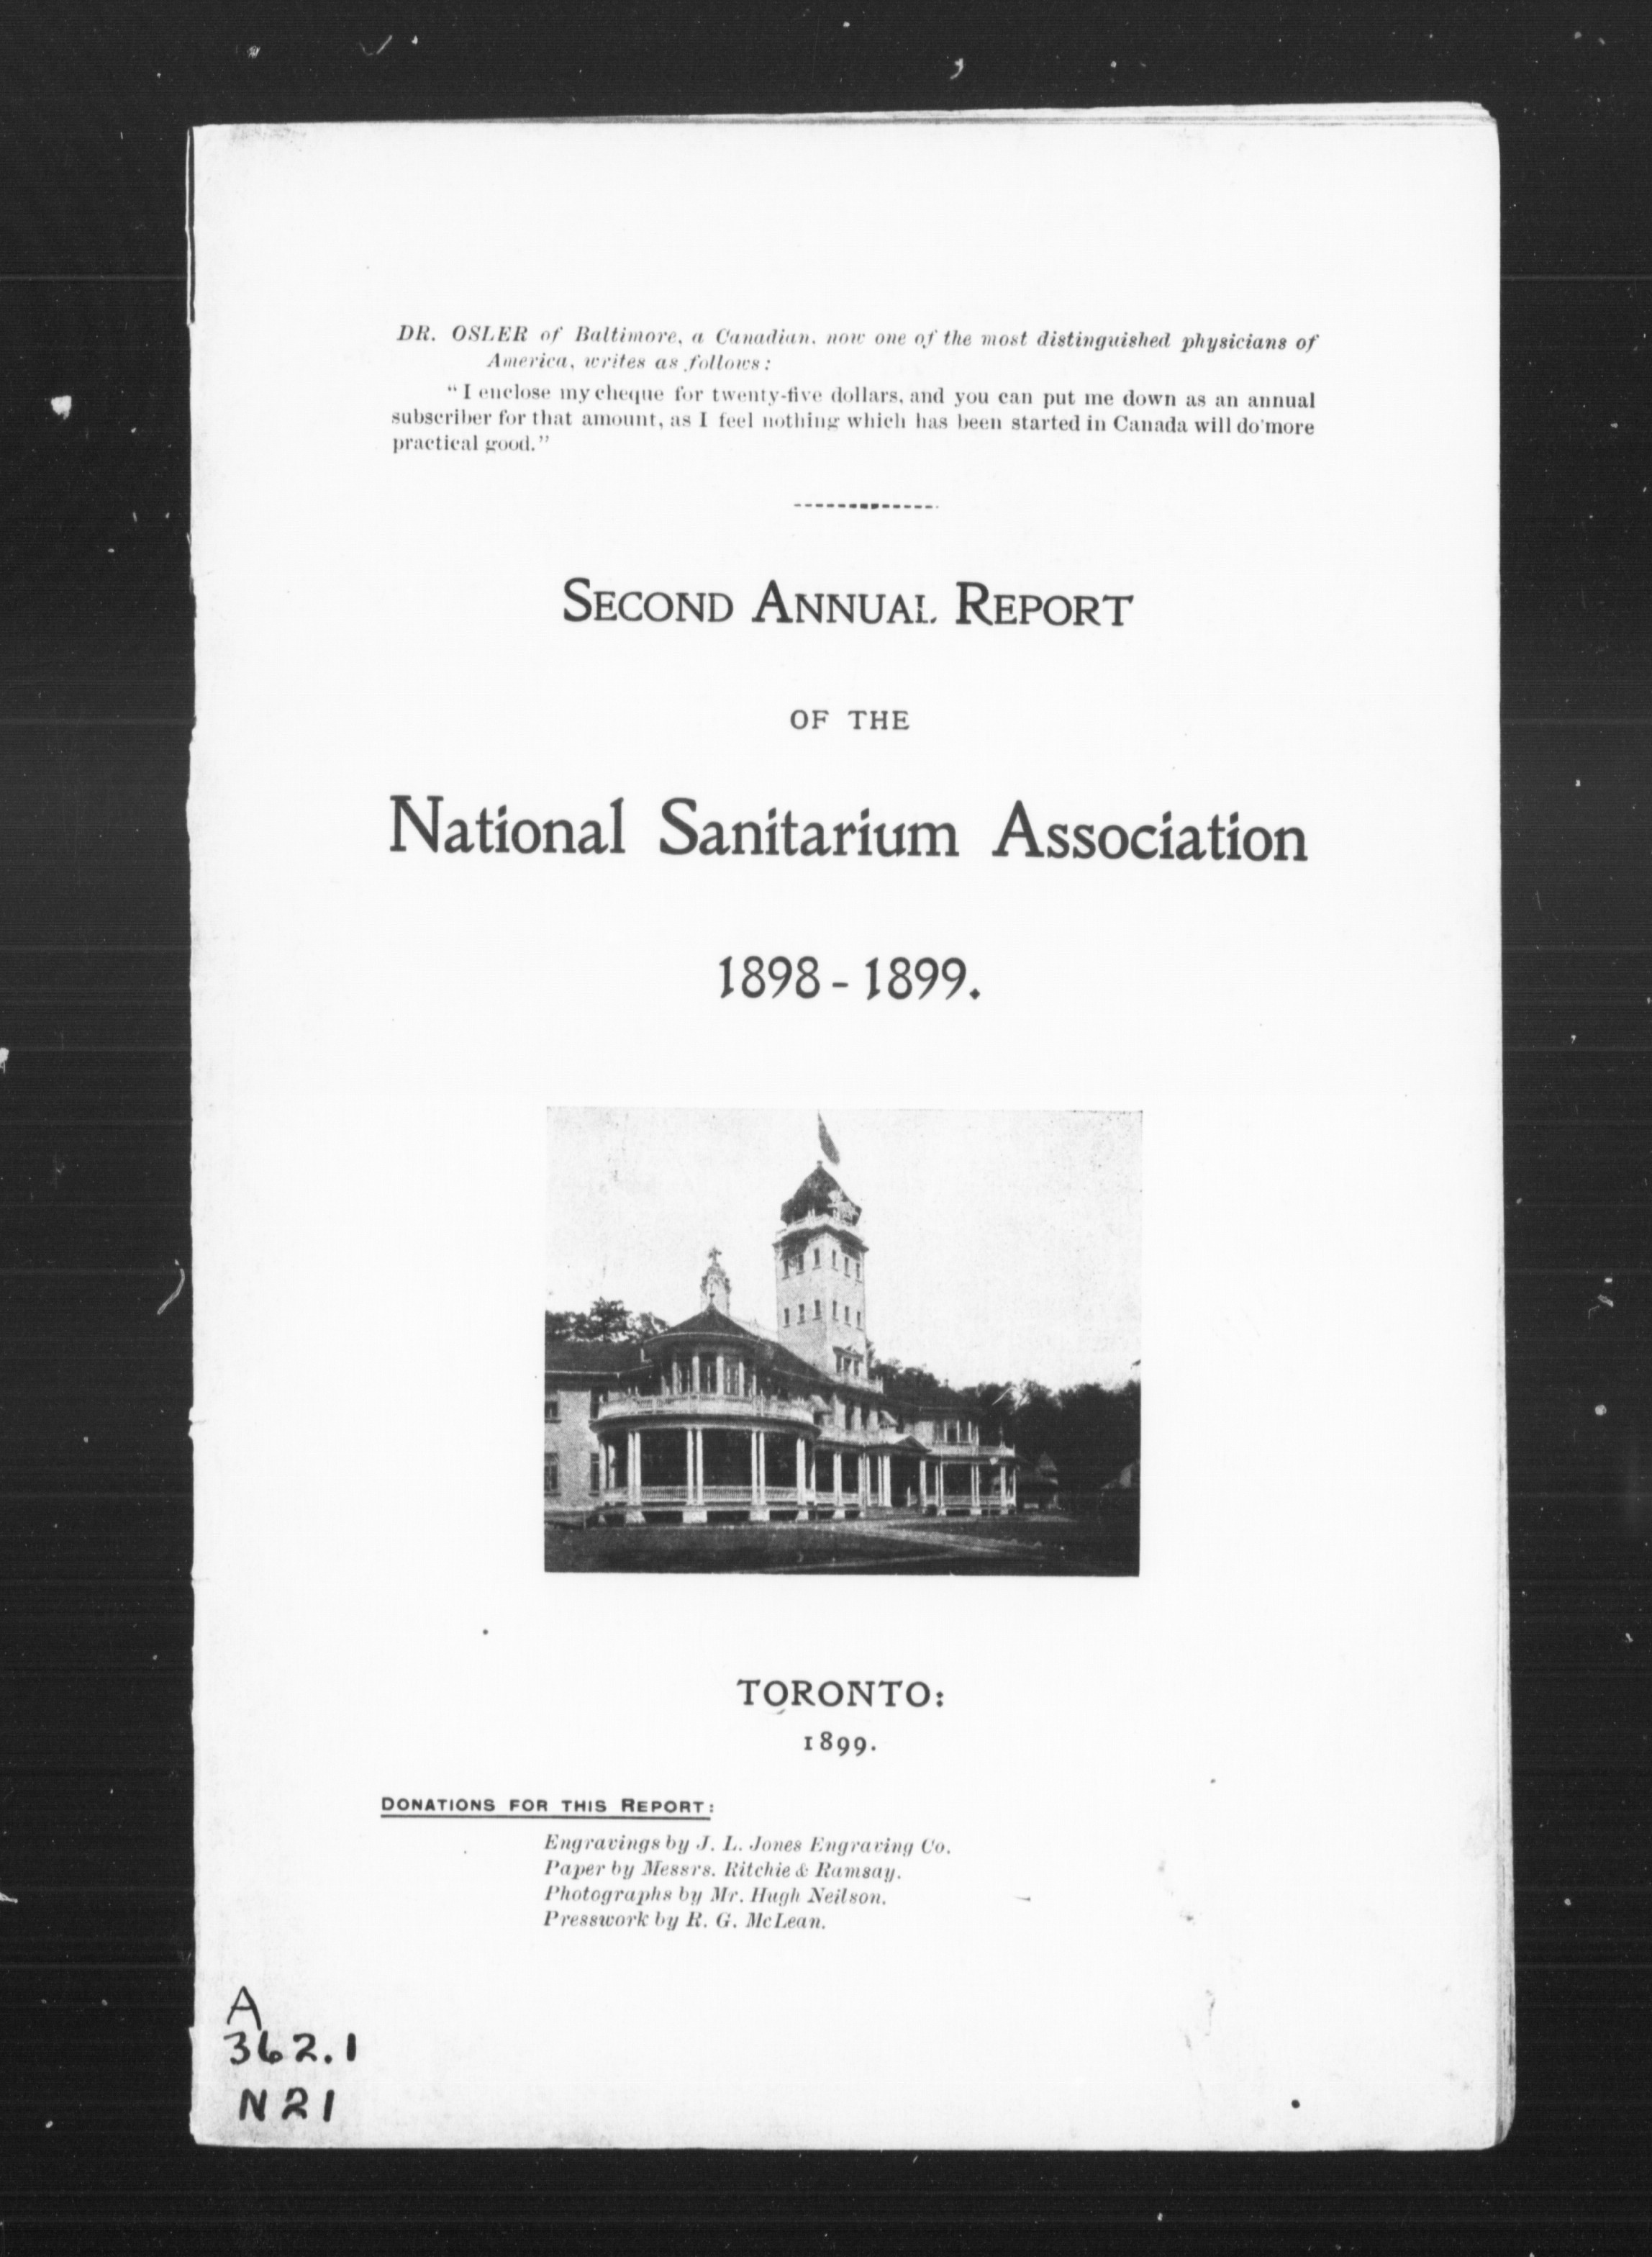 DR. OSLER of Baltimore, a Canadian, now one of the most distinguished physicians of
America, writes as follows:
"I enclose my cheque for twenty-five dollars, and you can put me down as an annual
subscriber for that amount, as I feel nothing which has been started in Canada will do more
practical good."
SECOND ANNUAL REPORT
OF THE
National Sanitarium Association
1898-1899.
TORONTO:
1899.
DONATIONS FOR THIS REPORT:
Engravings by J. L. Jones Engraving Co.
Paper by Messrs. Ritchie & Ramsay.
Photographs by Mr. Hugh Neilson.
Presswork by R. G. McLean.
A
362.1
N21